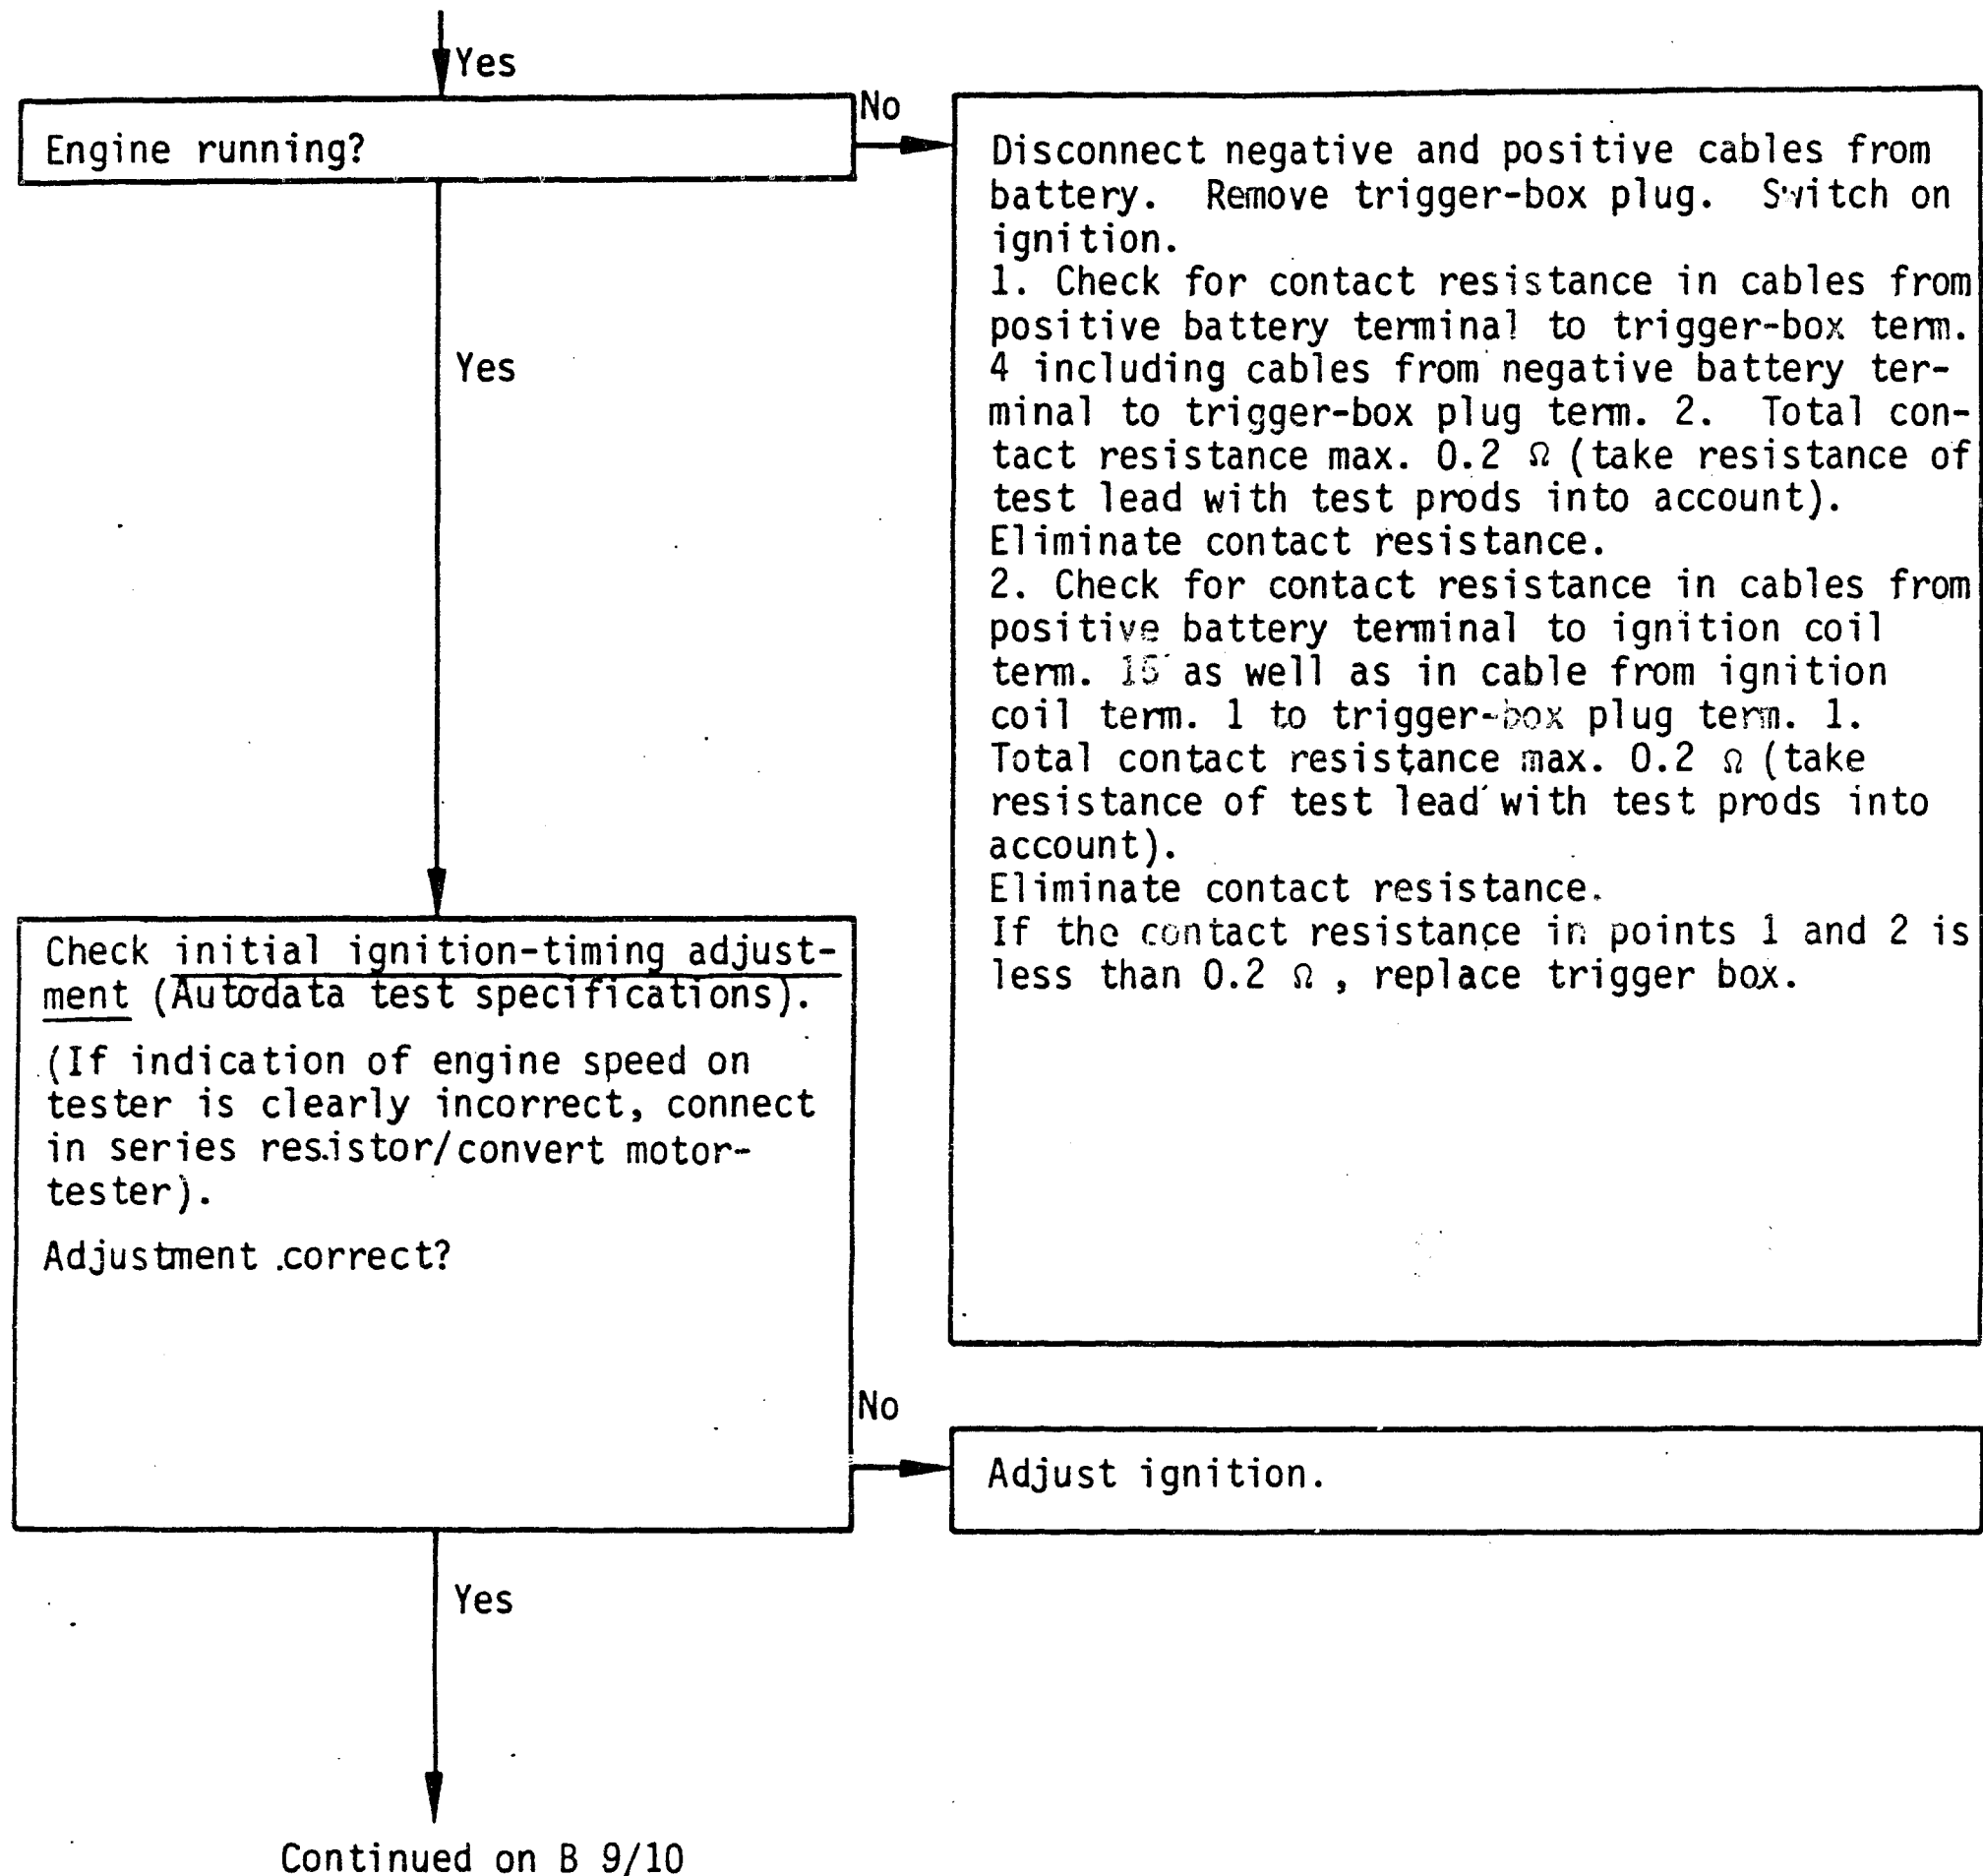 Yes
Engine running?
No
Disconnect negative and positive cables from
battery. Remove trigger-box plug. Switch on
ignition.
1. Check for contact resistance in cables from
positive battery terminal to trigger-box term.
4 including cables from negative battery ter-
minal to trigger-box plug term. 2. Total con-
tact resistance max. 0.2 Ω (take resistance of
test lead with test prods into account).
Eliminate contact resistance.
2. Check for contact resistance in cables from
positive battery terminal to ignition coil
term. 15 as well as in cable from ignition
coil term. 1 to trigger-box plug term. 1.
Total contact resistance max. 0.2 Ω (take
resistance of test lead with test prods into
account).
Eliminate contact resistance.
If the contact resistance in points 1 and 2 is
less than 0.2 Ω , replace trigger box.
Yes
Check initial ignition-timing adjust-
ment (Autodata test specifications).
(If indication of engine speed on
tester is clearly incorrect, connect
in series resistor/convert motor-
tester).
Adjustment correct?
No
Adjust ignition.
Yes
Continued on B 9/10